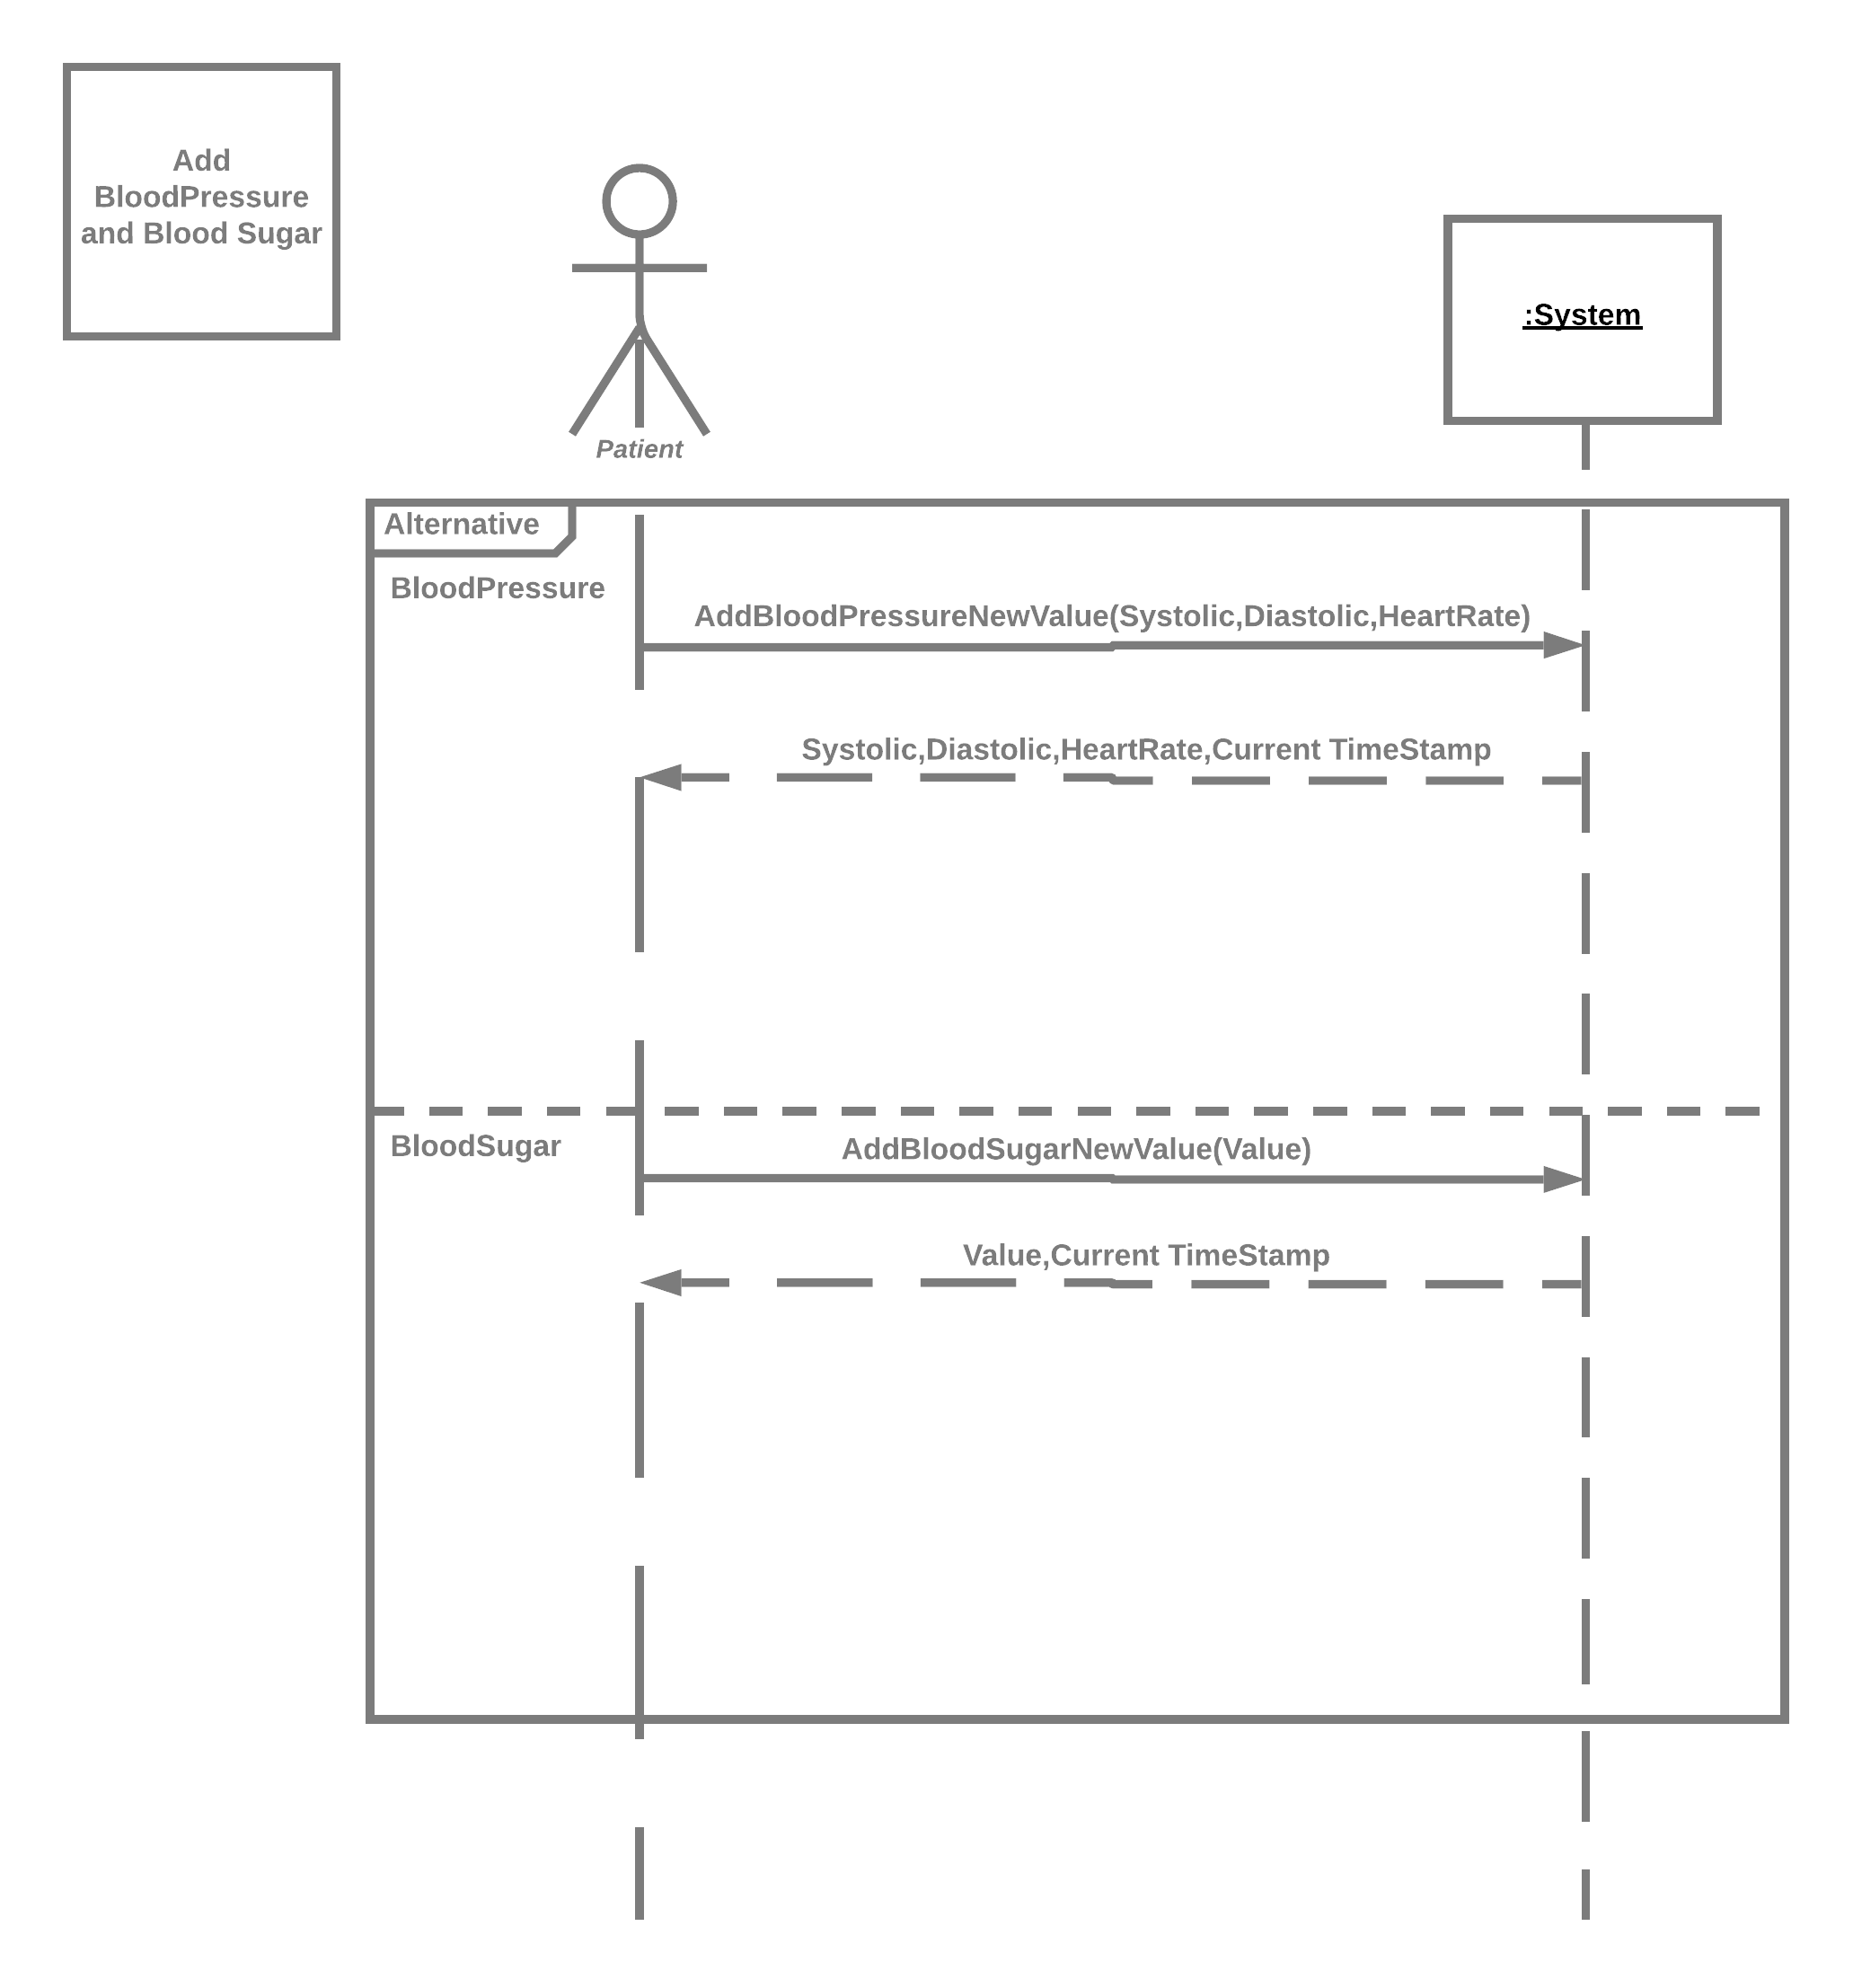 Add
BloodPressure
and Blood Sugar
Patient
:System
Alternative
BloodPressure
AddBloodPressureNewValue(Systolic,Diastolic,HeartRate)
Systolic,Diastolic,HeartRate,Current TimeStamp
BloodSugar
AddBloodSugarNewValue(Value)
Value,Current TimeStamp